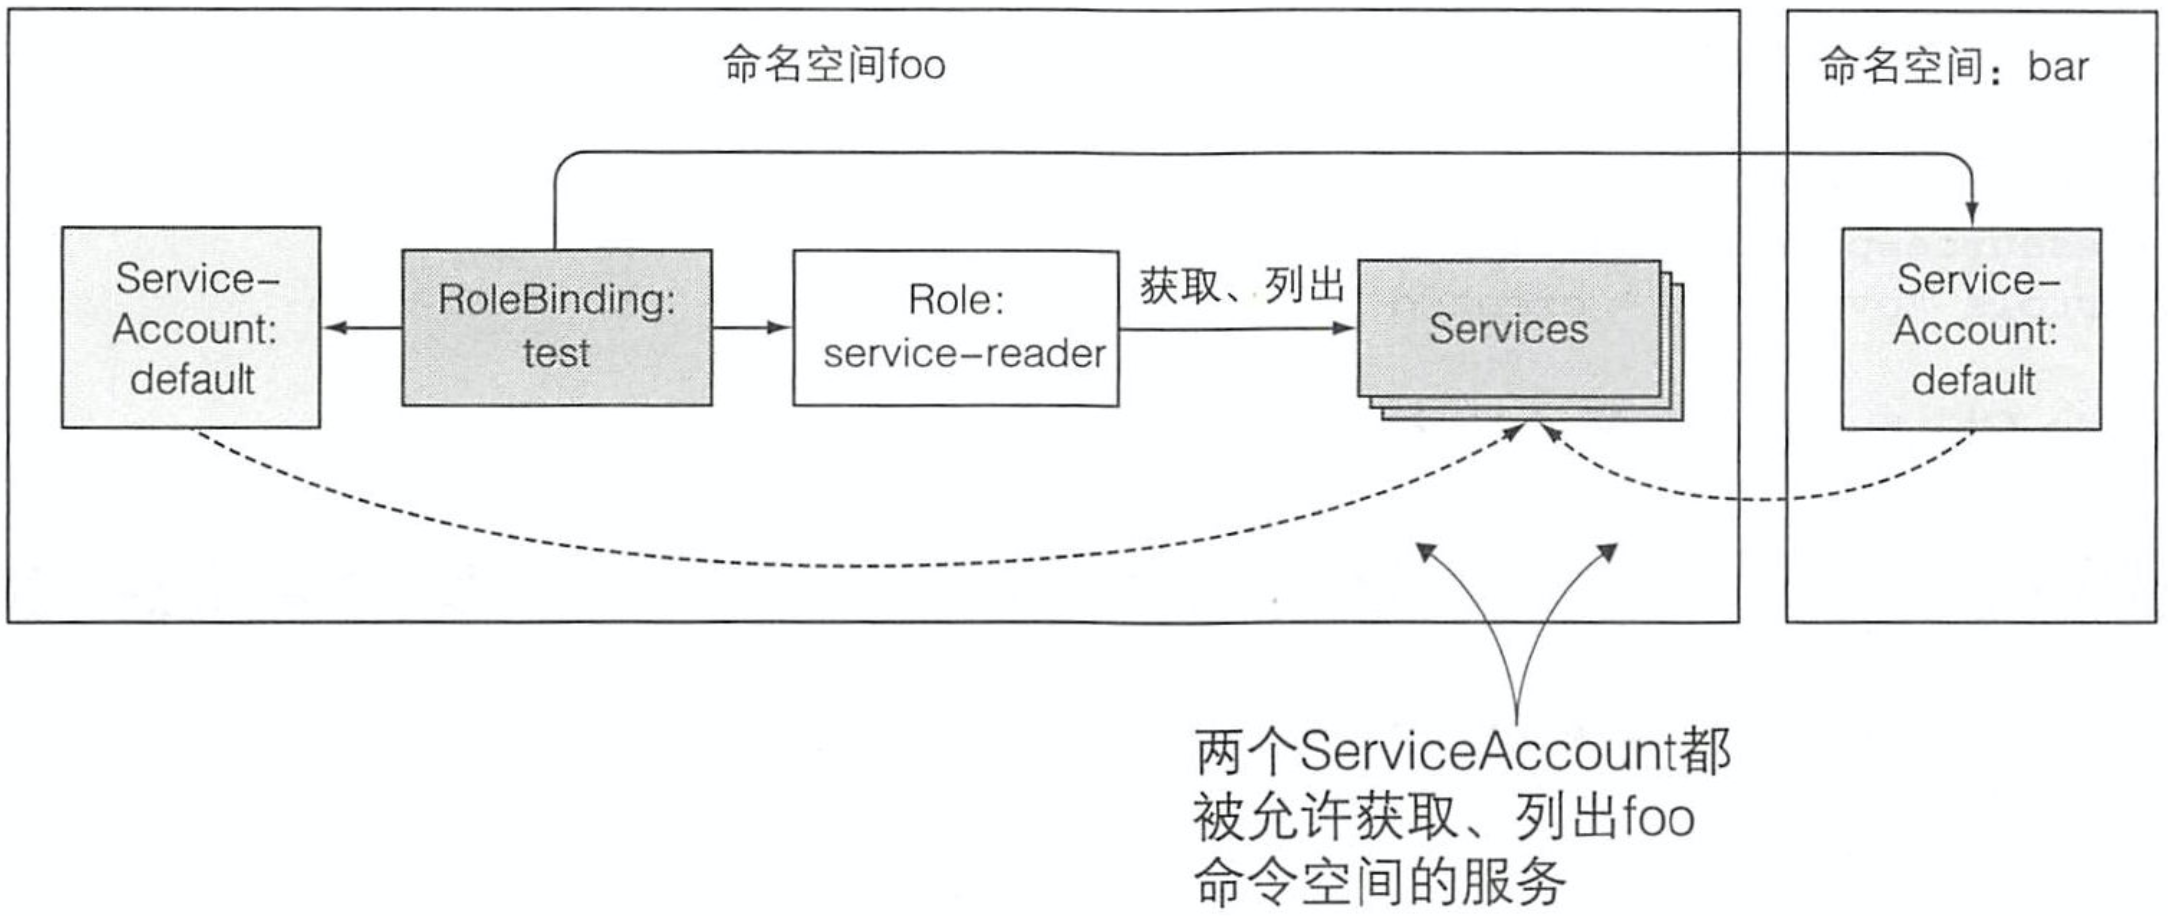 命名空间foo
命名空间：bar
Service-
Account:
default
RoleBinding:
test
Role:
service-reader
获取、列出
Services
Service-
Account:
default
两个ServiceAccount都
被允许获取、列出foo
命令空间的服务